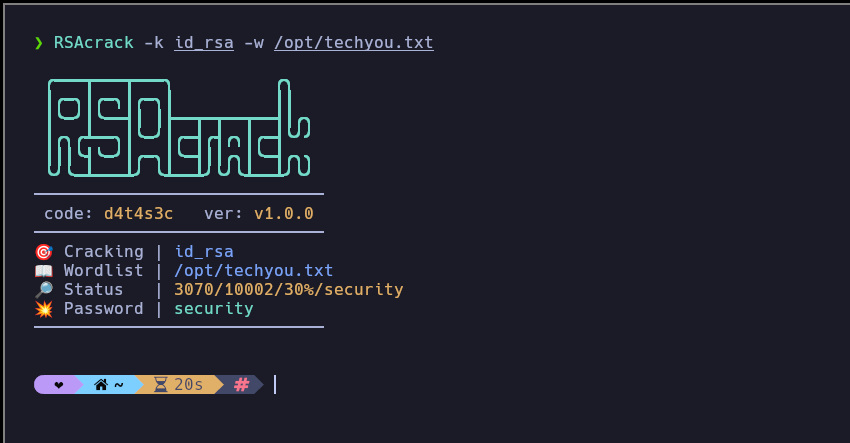 ❯ RSAcrack -k id_rsa -w /opt/techyou.txt
RSAcrack
code: d4t4s3c ver: v1.0.0
🎯 Cracking | id_rsa
📖 Wordlist | /opt/techyou.txt
🔎 Status | 3070/10002/30%/security
💥 Password | security
~ 20s #